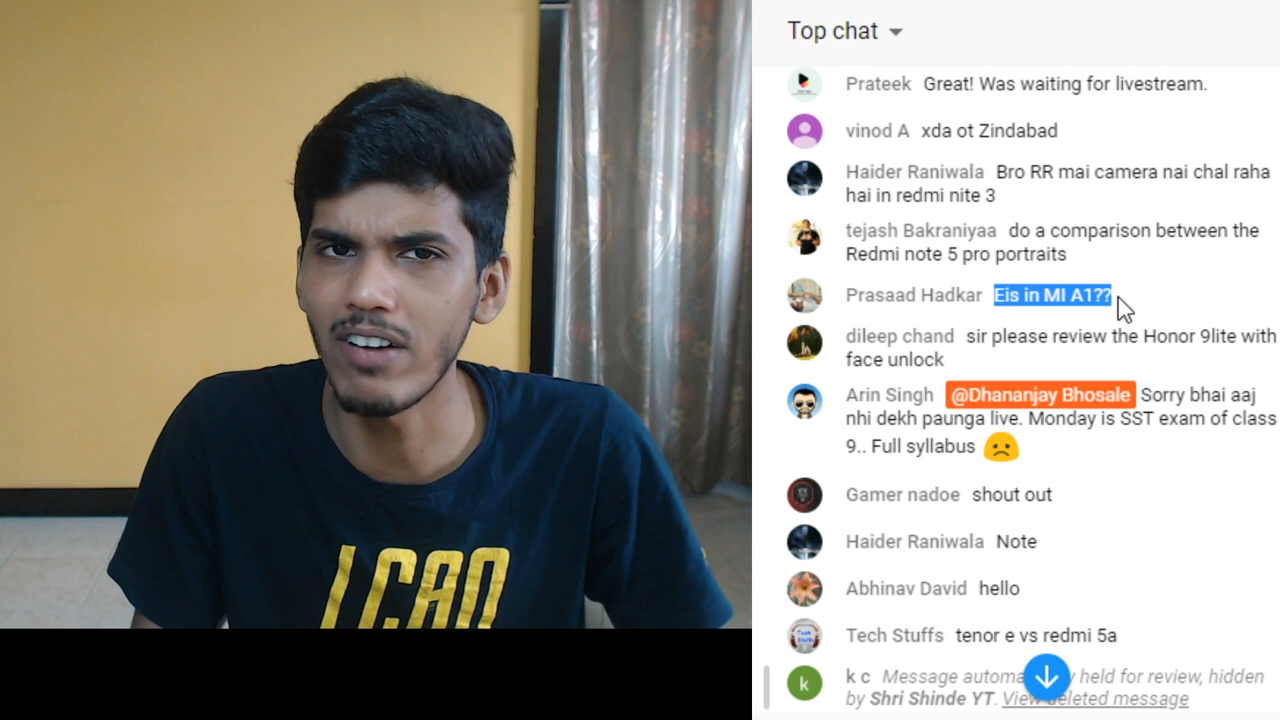 Top chat
Prateek Great! Was waiting for livestream.
vinod A xda ot Zindabad
Haider Raniwala Bro RR mai camera nai chal raha
hai in redmi nite 3
tejash Bakraniyaa do a comparison between the
Redmi note 5 pro portraits
Prasaad Hadkar Eis in MI A1??
dileep chand sir please review the Honor 9lite with
face unlock
Arin Singh @Dhananjay Bhosale Sorry bhai aaj
nhi dekh paunga live. Monday is SST exam of class
9.. Full syllabus
Gamer nadoe shout out
Haider Raniwala Note
Abhinav David hello
Tech Stuffs tenor e vs redmi 5a
k
k c Message held for review, hidden
by Shri Shinde YT. View deleted message